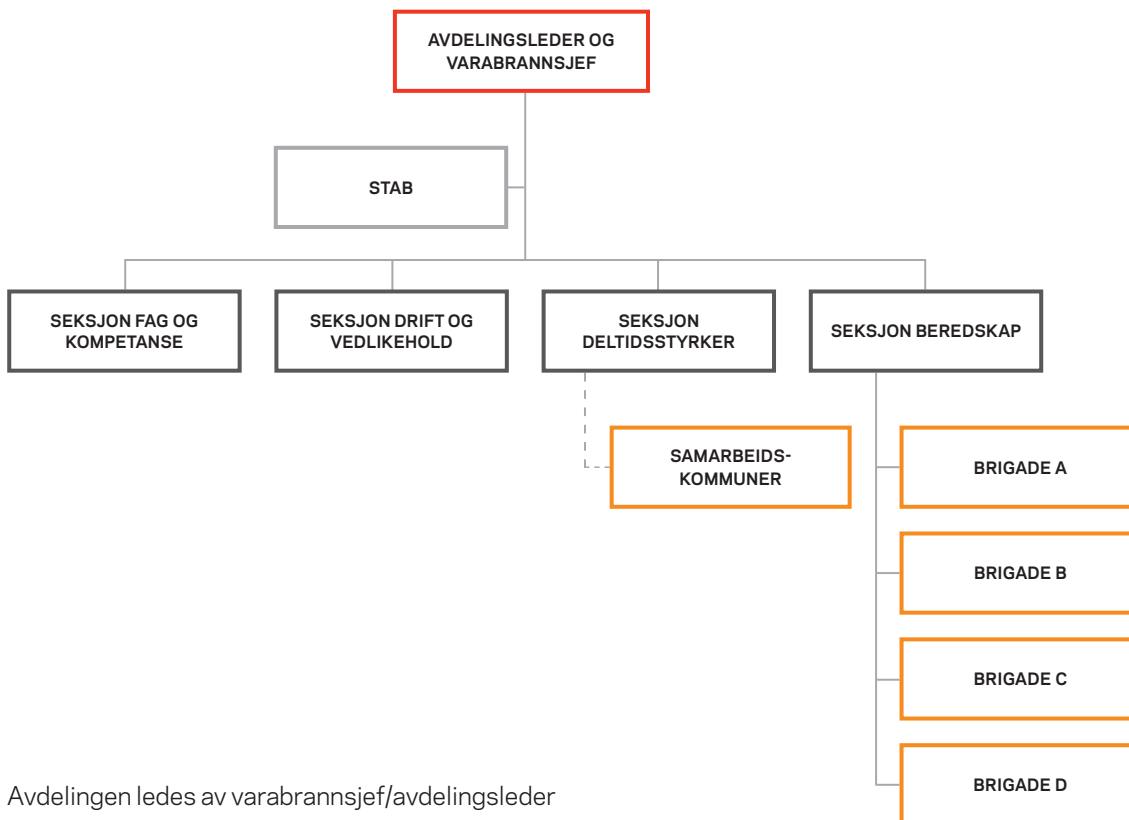 AVDELINGSLEDER OG
VARABRANNSJEF
STAB
SEKSJON FAG OG
KOMPETANSE
SEKSJON DRIFT OG
VEDLIKEHOLD
SEKSJON
DELTIDSSTYRKER
SEKSJON BEREDSKAP
SAMARBEIDS-
KOMMUNER
BRIGADE A
BRIGADE B
BRIGADE C
BRIGADE D
Avdelingen ledes av varabrannsjef/avdelingsleder